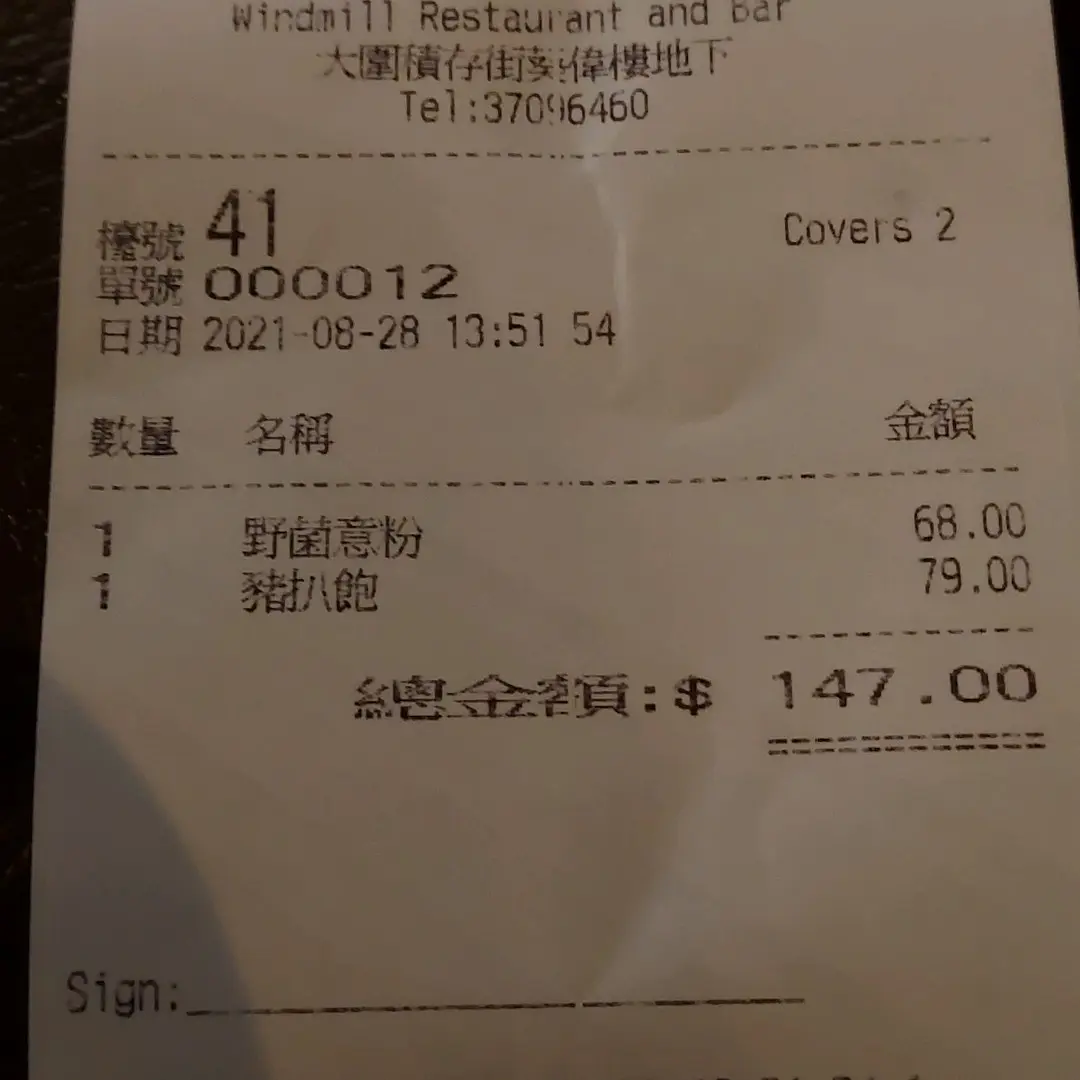 Windmill Restaurant and Bar
大圍積存街葵偉樓地下
Tel:37096460
檯號 41 Covers 2
單號 000012
日期 2021-08-28 13:51 54
數量 名稱 金額
1 野菌意粉 68.00
1 豬扒飽 79.00
總金額:$ 147.00
Sign: